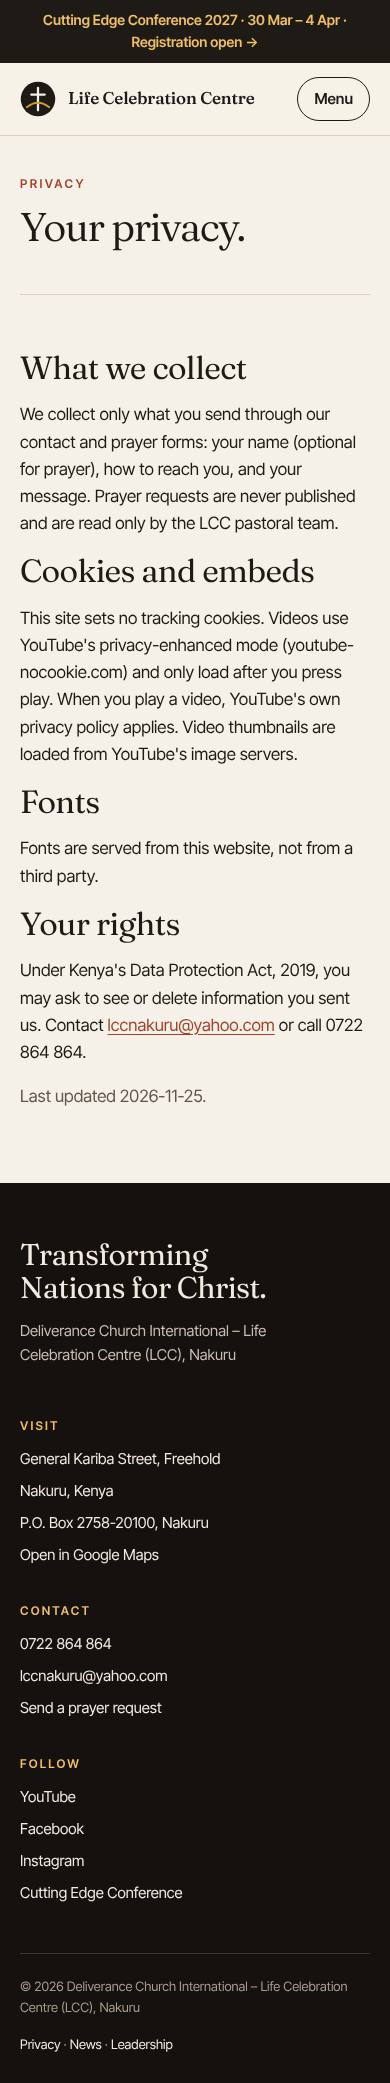 Cutting Edge Conference 2027 · 30 Mar – 4 Apr ·
Registration open →
Life Celebration Centre
Menu
PRIVACY
Your privacy.
What we collect
We collect only what you send through our
contact and prayer forms: your name (optional
for prayer), how to reach you, and your
message. Prayer requests are never published
and are read only by the LCC pastoral team.
Cookies and embeds
This site sets no tracking cookies. Videos use
YouTube's privacy-enhanced mode (youtube-
nocookie.com) and only load after you press
play. When you play a video, YouTube's own
privacy policy applies. Video thumbnails are
loaded from YouTube's image servers.
Fonts
Fonts are served from this website, not from a
third party.
Your rights
Under Kenya's Data Protection Act, 2019, you
may ask to see or delete information you sent
us. Contact lccnakuru@yahoo.com or call 0722
864 864.
Last updated 2026-11-25.
Transforming
Nations for Christ.
Deliverance Church International – Life
Celebration Centre (LCC), Nakuru
VISIT
General Kariba Street, Freehold
Nakuru, Kenya
P.O. Box 2758-20100, Nakuru
Open in Google Maps
CONTACT
0722 864 864
lccnakuru@yahoo.com
Send a prayer request
FOLLOW
YouTube
Facebook
Instagram
Cutting Edge Conference
© 2026 Deliverance Church International – Life Celebration
Centre (LCC), Nakuru
Privacy · News · Leadership